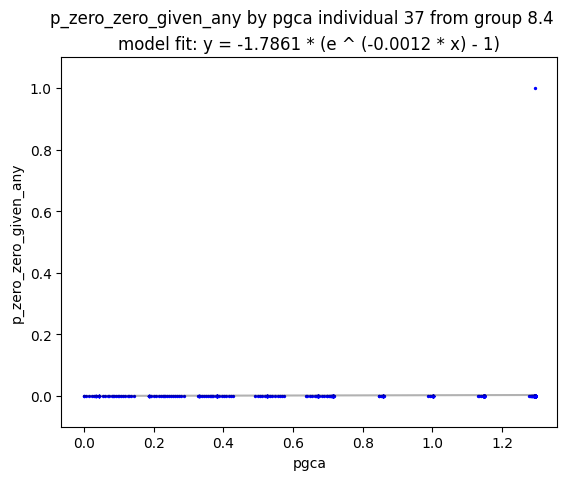 p_zero_zero_given_any by pgca individual 37 from group 8.4
model fit: y = -1.7861 * (e ^ (-0.0012 * x) - 1)
1.0
0.8
0.6
0.4
0.2
0.0
p_zero_zero_given_any
0.0 0.2 0.4 0.6 0.8 1.0 1.2
pgca